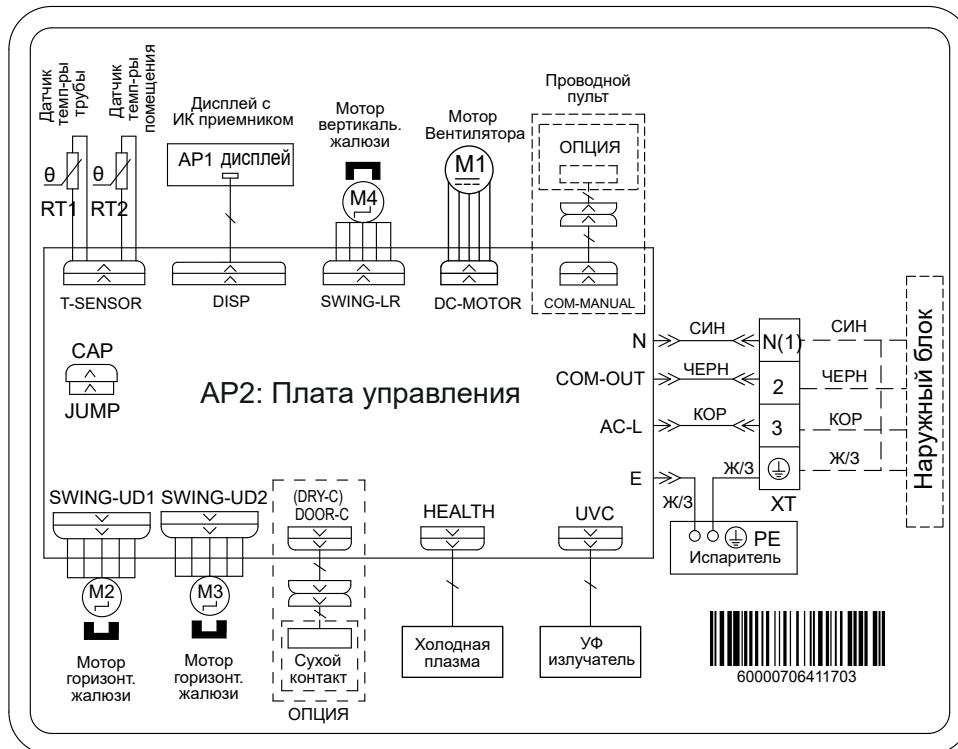 Датчик
темп-ры
трубы
Датчик
темп-ры
помещения
Дисплей с
ИК приемником
AP1 дисплей
Мотор
вертикаль.
жалюзи
Мотор
Вентилятора
Проводной
пульт
ОПЦИЯ
θ
θ
RT1
RT2
M4
M1
T-SENSOR
DISP
SWING-LR
DC-MOTOR
COM-MANUAL
CAP
JUMP
AP2: Плата управления
N
СИН
N(1)
СИН
COM-OUT
ЧЕРН
2
ЧЕРН
AC-L
КОР
3
КОР
E
Ж/З
Ж/З
Ж/З
XT
Наружный блок
PE
Испаритель
SWING-UD1
SWING-UD2
(DRY-C)
DOOR-C
HEALTH
UVC
M2
M3
Мотор
горизонт.
жалюзи
Мотор
горизонт.
жалюзи
Сухой
контакт
ОПЦИЯ
Холодная
плазма
УФ
излучатель
60000706411703